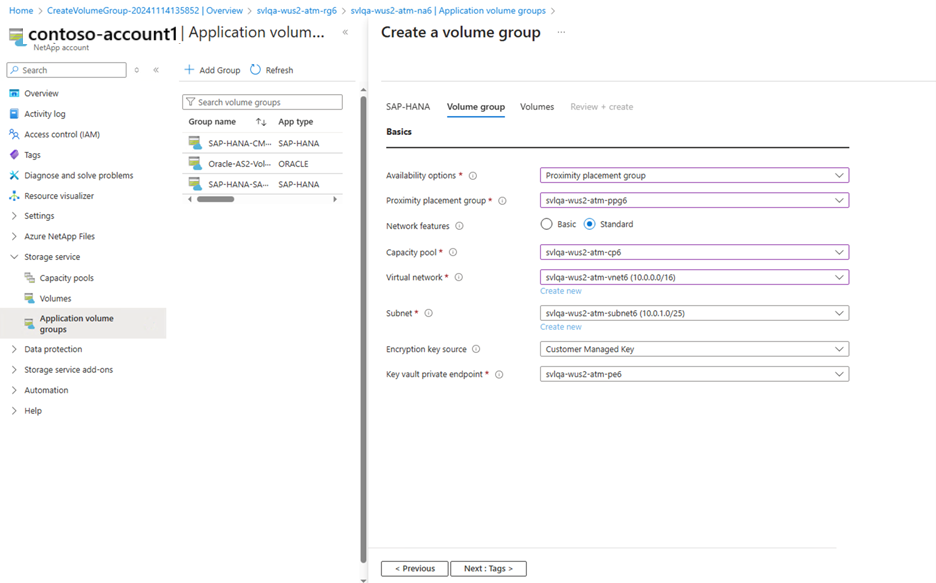 Home > CreateVolumeGroup-20241114135852 | Overview > svlqa-wus2-atm-rg6 > svlqa-wus2-atm-na6 | Application volume groups >
contoso-account1 | Application volum... «
NetApp account
Search «
Overview
Activity log
Access control (IAM)
Tags
Diagnose and solve problems
Resource visualizer
Settings
Azure NetApp Files
Storage service
Capacity pools
Volumes
Application volume
groups
Data protection
Storage service add-ons
Automation
Help
+ Add Group Refresh
Search volume groups
Group name ↑↓ App type
SAP-HANA-CM... SAP-HANA
Oracle-AS2-Vol... ORACLE
SAP-HANA-SA... SAP-HANA
Create a volume group ...
SAP-HANA Volume group Volumes Review + create
Basics
Availability options * Proximity placement group
Proximity placement group * svlqa-wus2-atm-ppg6
Network features Basic Standard
Capacity pool * svlqa-wus2-atm-cp6
Virtual network * svlqa-wus2-atm-vnet6 (10.0.0.0/16)
Create new
Subnet * svlqa-wus2-atm-subnet6 (10.0.1.0/25)
Create new
Encryption key source Customer Managed Key
Key vault private endpoint * svlqa-wus2-atm-pe6
< Previous Next : Tags >